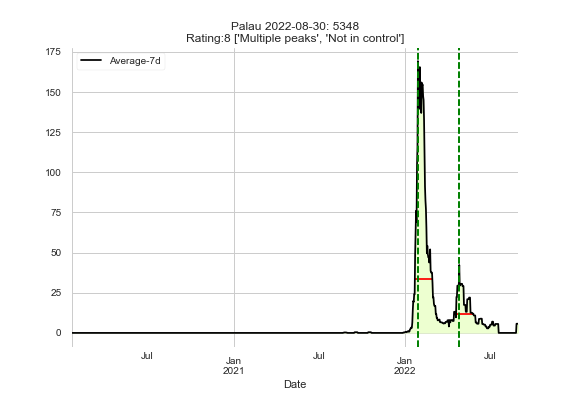 Palau 2022-08-30: 5348
Rating:8 ['Multiple peaks', 'Not in control']
Average-7d
175
150
125
100
75
50
25
0
Jul
Jan
2021
Jul
Jan
2022
Jul
Date